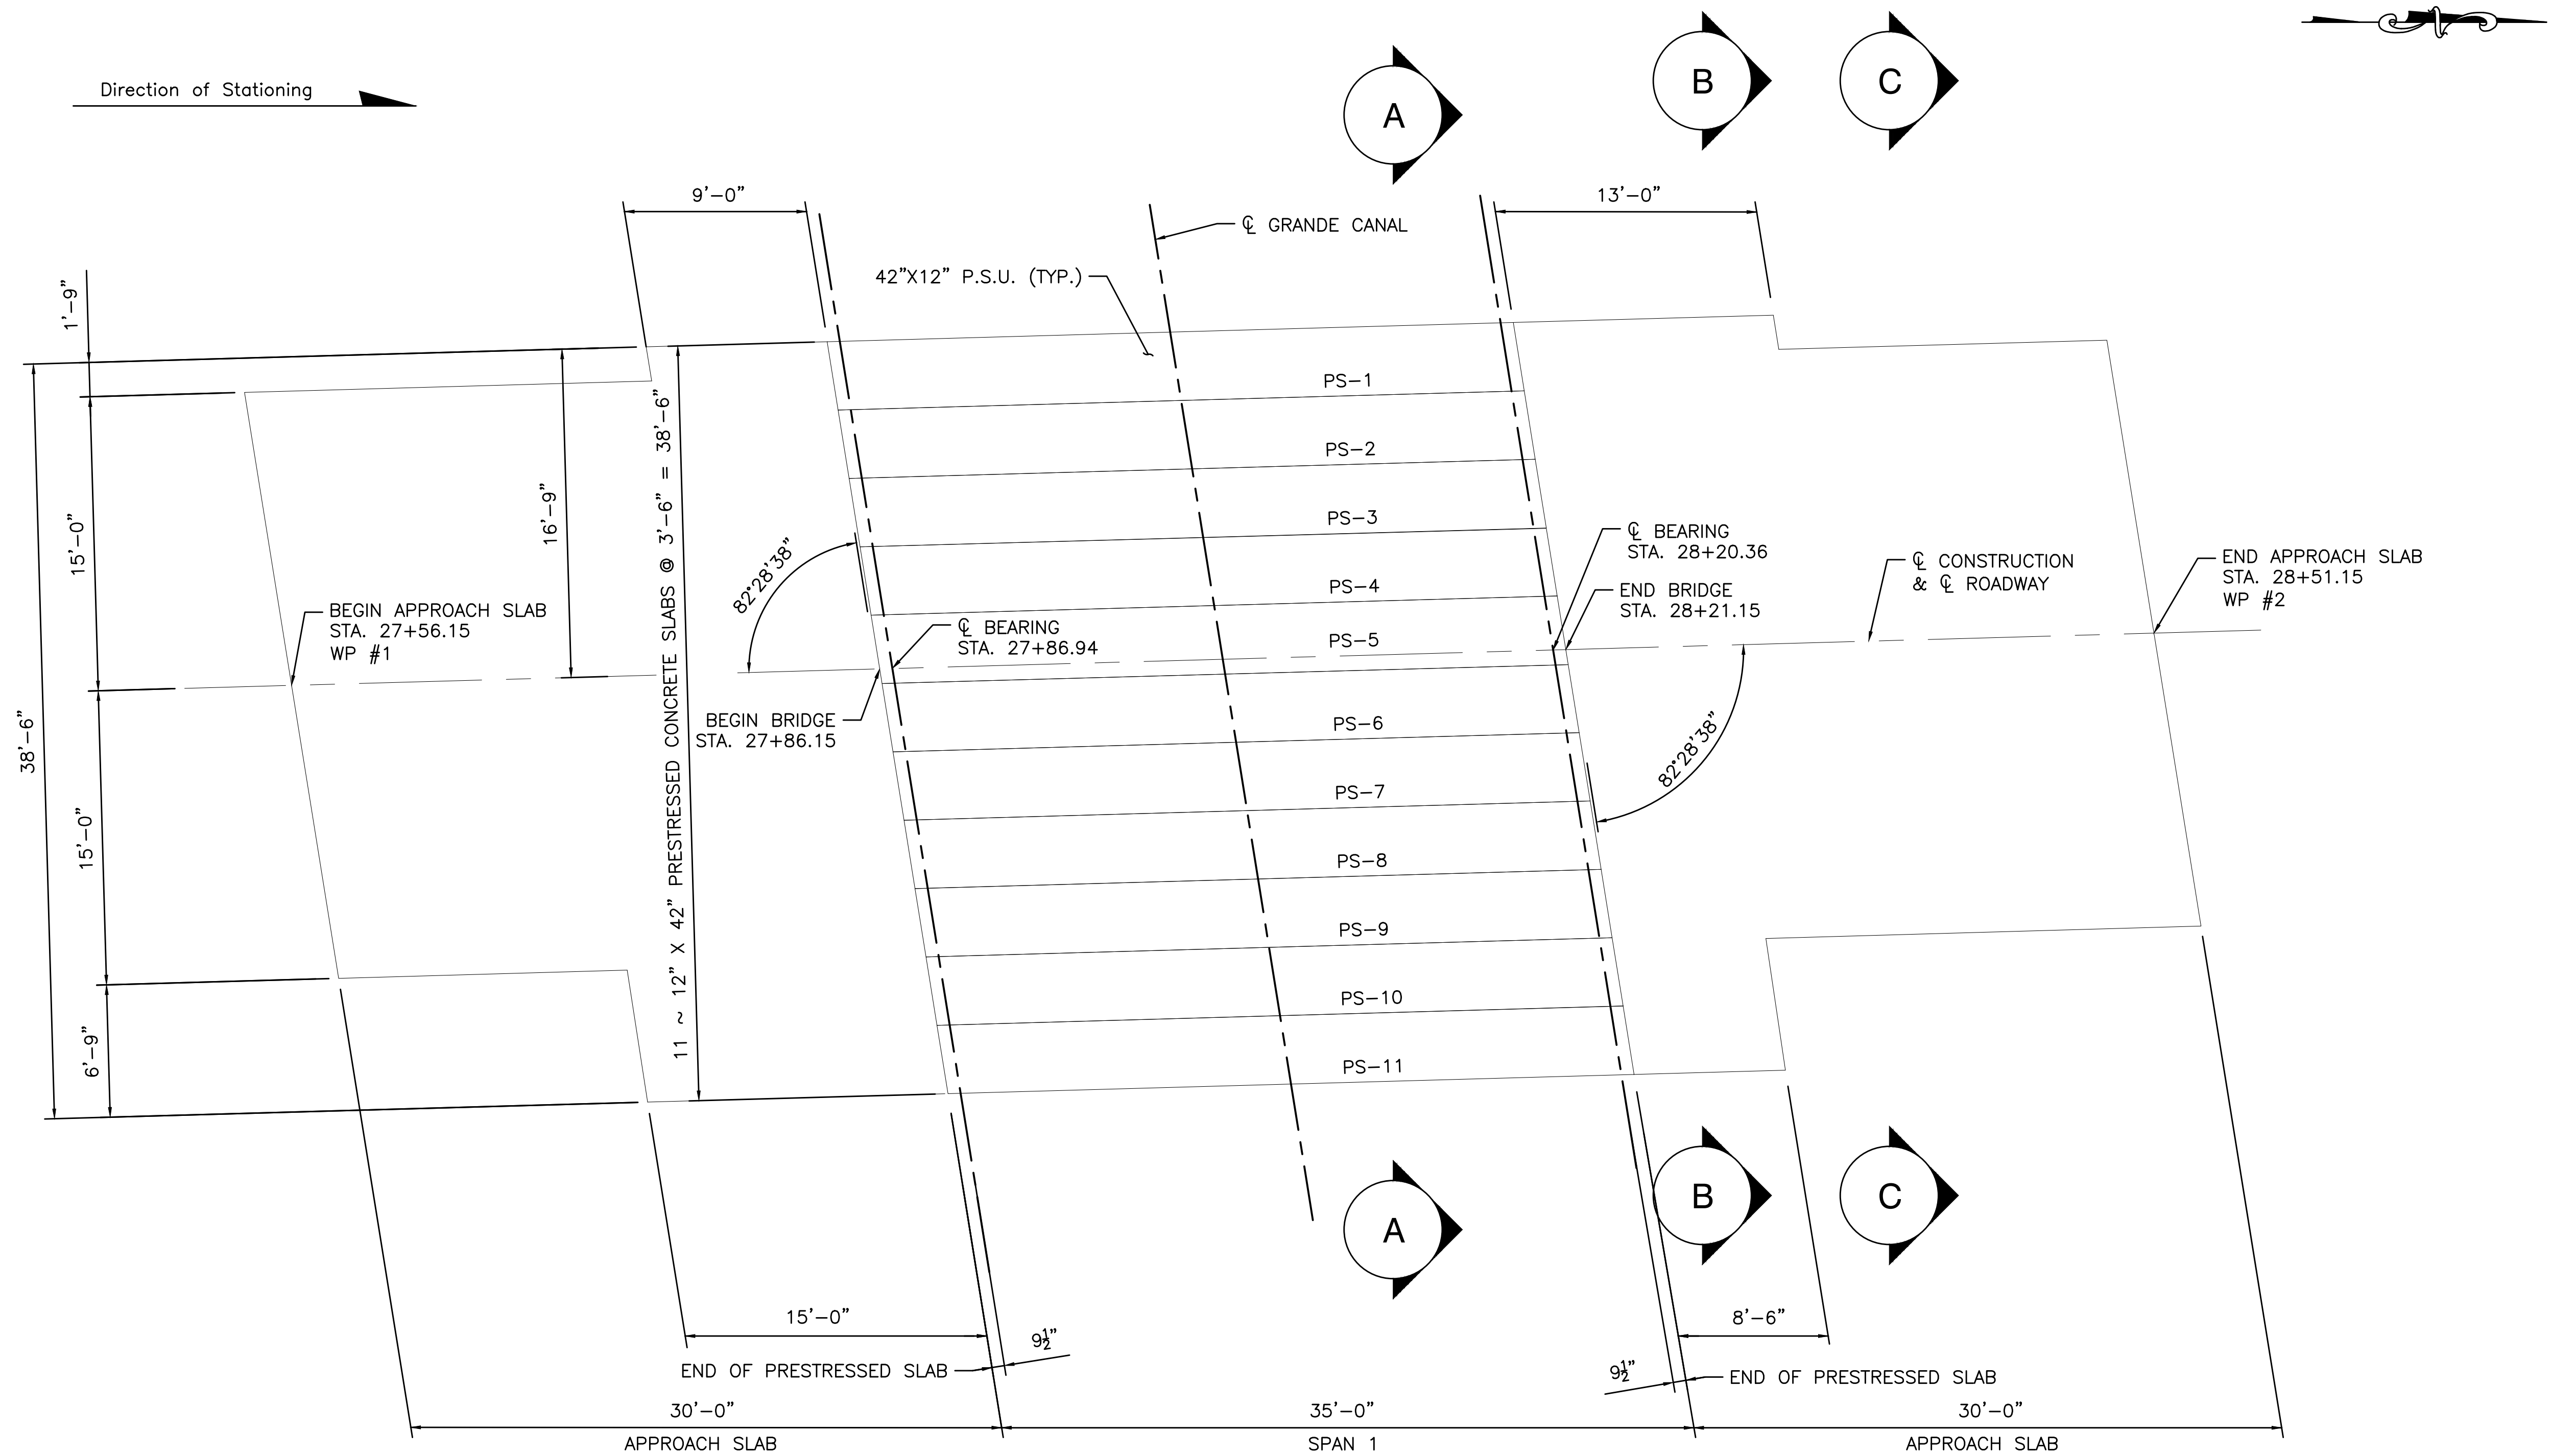 Direction of Stationing
A
B
C
9'-0"
13'-0"
℄ GRANDE CANAL
42"X12" P.S.U. (TYP.)
1'-9"
15'-0"
38'-6"
15'-0"
6'-9"
16'-9"
11 ~ 12" X 42" PRESTRESSED CONCRETE SLABS @ 3'-6" = 38'-6"
82°28'38"
PS-1
PS-2
PS-3
PS-4
PS-5
PS-6
PS-7
PS-8
PS-9
PS-10
PS-11
BEGIN APPROACH SLAB
STA. 27+56.15
WP #1
℄ BEARING
STA. 27+86.94
BEGIN BRIDGE
STA. 27+86.15
℄ BEARING
STA. 28+20.36
END BRIDGE
STA. 28+21.15
℄ CONSTRUCTION
& ℄ ROADWAY
END APPROACH SLAB
STA. 28+51.15
WP #2
82°28'38"
A
B
C
15'-0"
9½"
END OF PRESTRESSED SLAB
8'-6"
9½"
END OF PRESTRESSED SLAB
30'-0"
APPROACH SLAB
35'-0"
SPAN 1
30'-0"
APPROACH SLAB